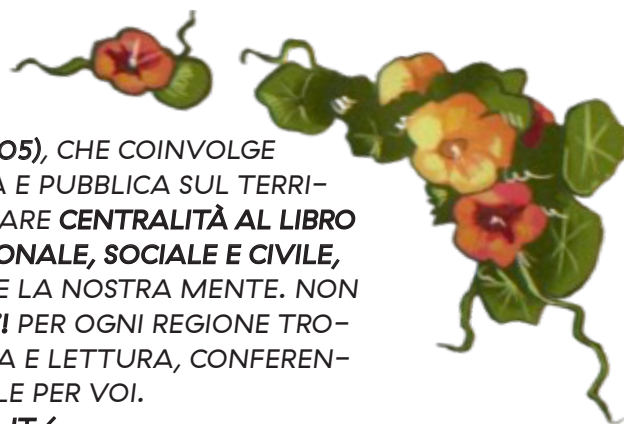 05), CHE COINVOLGE
A E PUBBLICA SUL TERRI-
ARE CENTRALITÀ AL LIBRO
ONALE, SOCIALE E CIVILE,
E LA NOSTRA MENTE. NON
! PER OGNI REGIONE TRO-
A E LETTURA, CONFEREN-
LE PER VOI.